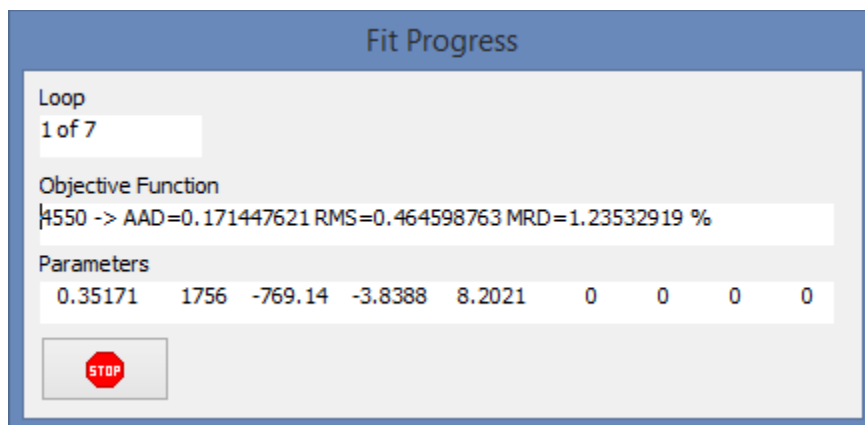 Fit Progress
Loop
1 of 7
Objective Function
4550 -> AAD=0.171447621 RMS=0.464598763 MRD=1.23532919 %
Parameters
0.35171 1756 -769.14 -3.8388 8.2021 0 0 0 0
STOP